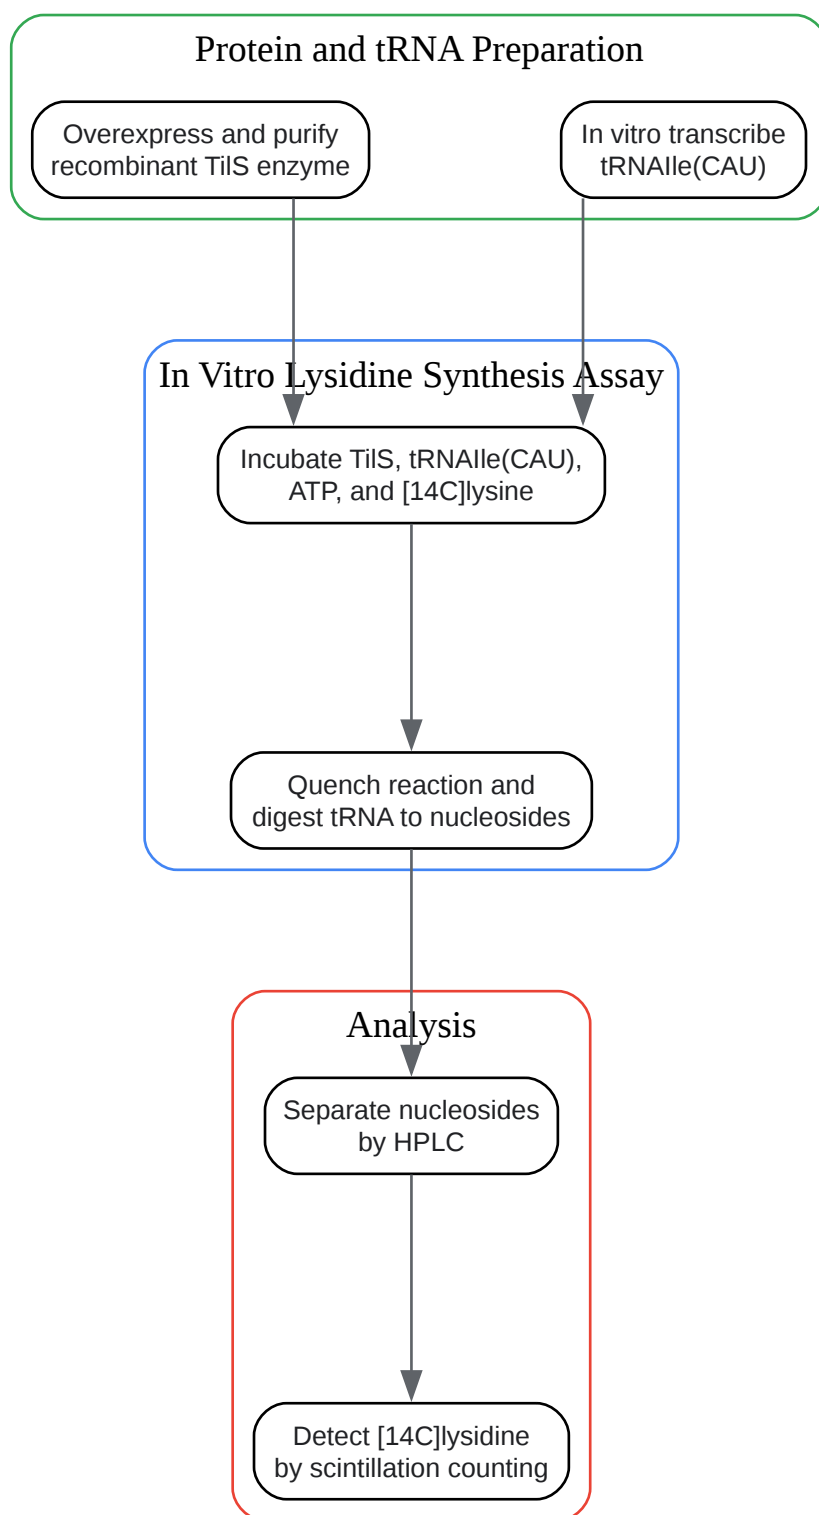 Protein and tRNA Preparation
Overexpress and purify
recombinant TilS enzyme
In vitro transcribe
tRNAIle(CAU)
In Vitro Lysidine Synthesis Assay
Incubate TilS, tRNAIle(CAU),
ATP, and [14C]lysine
Quench reaction and
digest tRNA to nucleosides
Analysis
Separate nucleosides
by HPLC
Detect [14C]lysidine
by scintillation counting